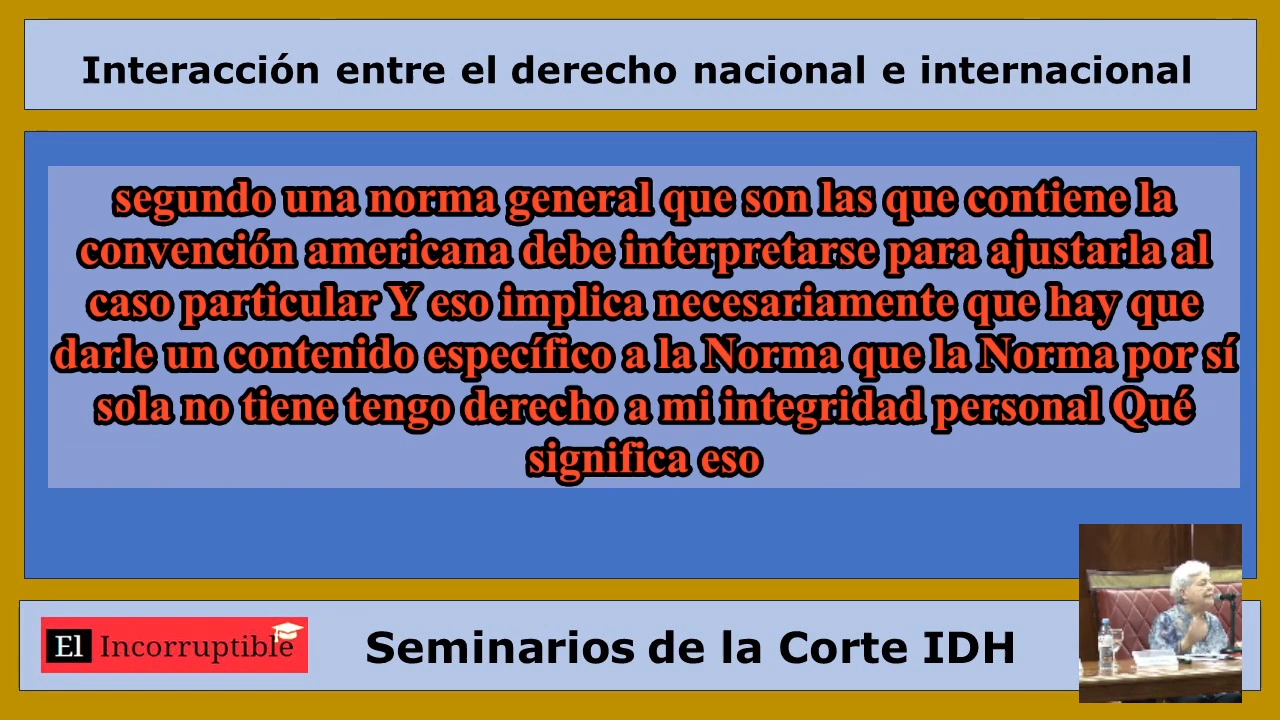 Interacción entre el derecho nacional e internacional
segundo una norma general que son las que contiene la
convención americana debe interpretarse para ajustarla al
caso particular Y eso implica necesariamente que hay que
darle un contenido específico a la Norma que la Norma por sí
sola no tiene tengo derecho a mi integridad personal Qué
significa eso
El Incorruptible
Seminarios de la Corte IDH